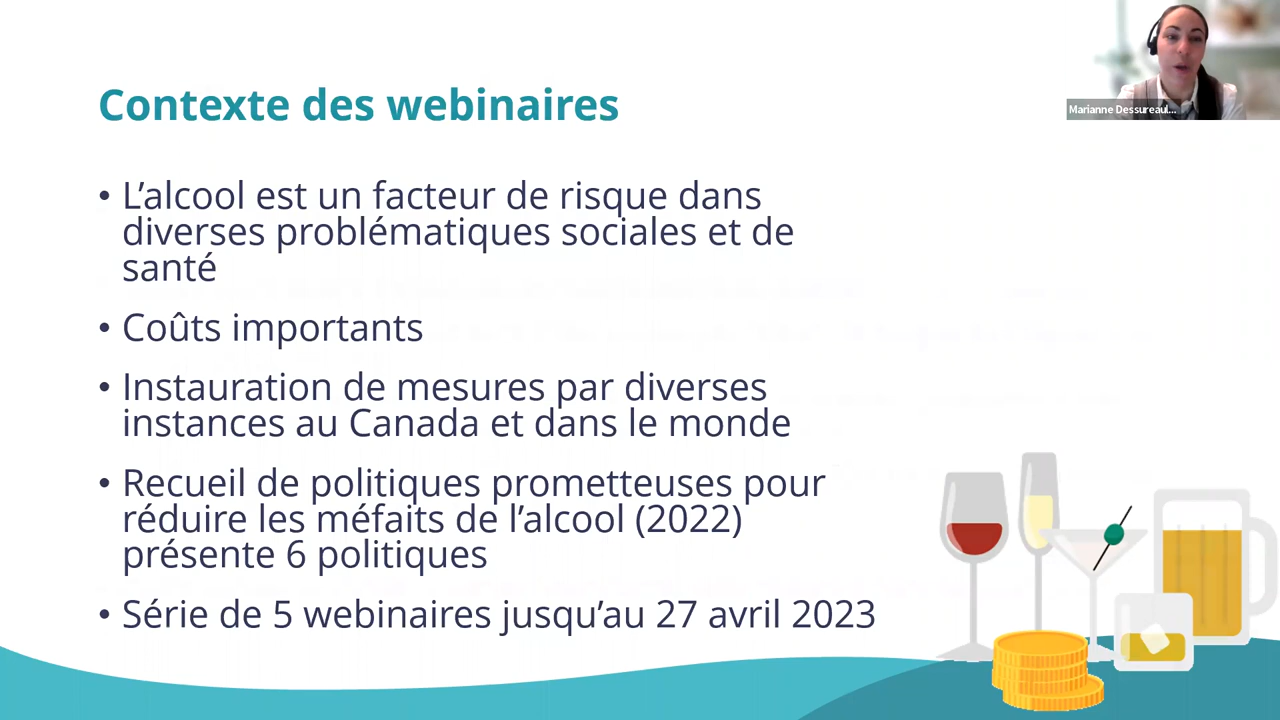 Contexte des webinaires
Marianne Dessureaul...
• L’alcool est un facteur de risque dans
diverses problématiques sociales et de
santé
• Coûts importants
• Instauration de mesures par diverses
instances au Canada et dans le monde
• Recueil de politiques prometteuses pour
réduire les méfaits de l’alcool (2022)
présente 6 politiques
• Série de 5 webinaires jusqu’au 27 avril 2023